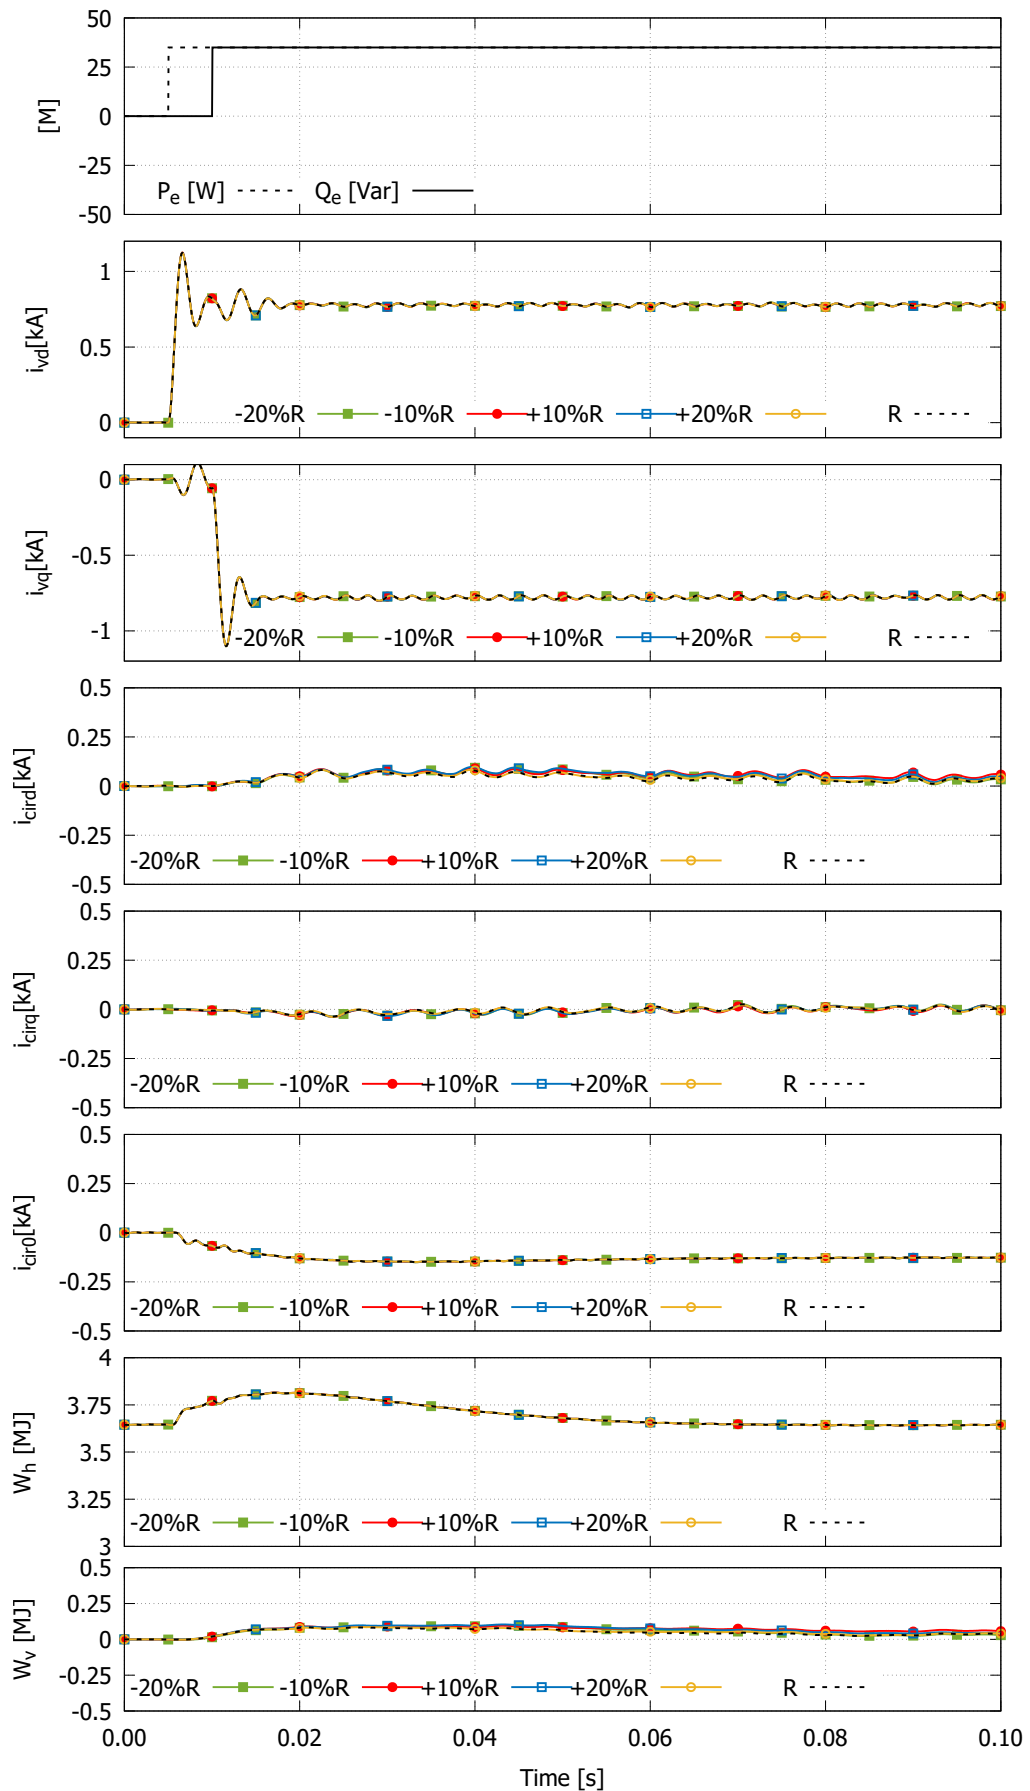 50
25
0
-25
-50
[M]
P_e [W] Q_e [Var]
1
0.5
0
i_vd[kA]
-20%R -10%R +10%R +20%R R
0
-0.5
-1
i_vq[kA]
-20%R -10%R +10%R +20%R R
0.5
0.25
0
-0.25
-0.5
i_cird[kA]
-20%R -10%R +10%R +20%R R
0.5
0.25
0
-0.25
-0.5
i_cirq[kA]
-20%R -10%R +10%R +20%R R
0.5
0.25
0
-0.25
-0.5
i_cir0[kA]
-20%R -10%R +10%R +20%R R
4
3.75
3.5
3.25
3
W_h [MJ]
-20%R -10%R +10%R +20%R R
0.5
0.25
0
-0.25
-0.5
W_v [MJ]
-20%R -10%R +10%R +20%R R
0.00 0.02 0.04 0.06 0.08 0.10
Time [s]